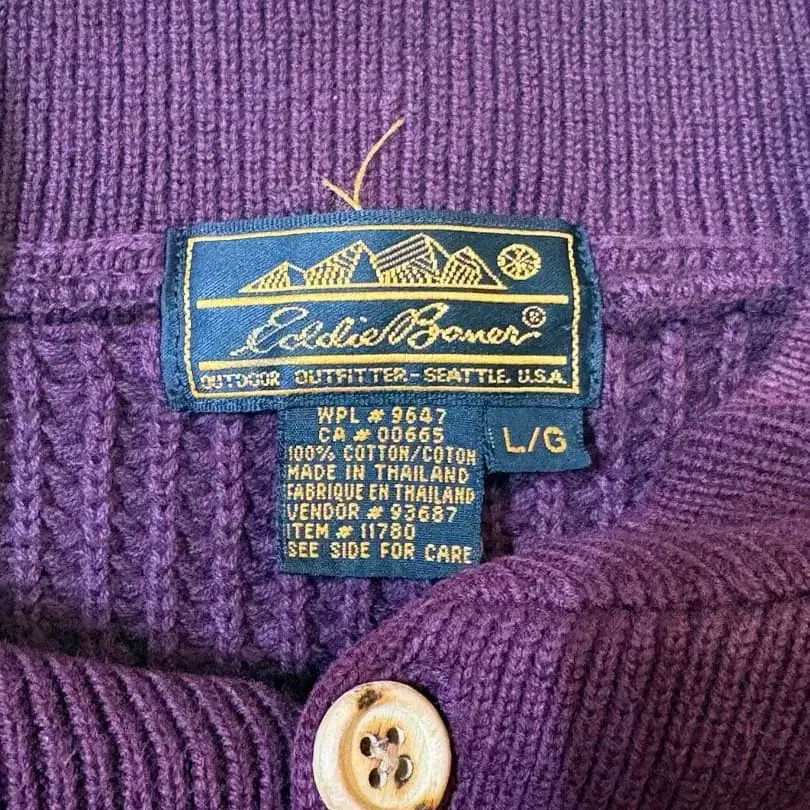 Eddie Bauer®
OUTDOOR OUTFITTER-SEATTLE, U.S.A.
WPL # 9647
CA # 00665
L/G
100% COTTON/COTON
MADE IN THAILAND
FABRIQUE EN THAILAND
VENDOR # 93687
ITEM # 11780
SEE SIDE FOR CARE